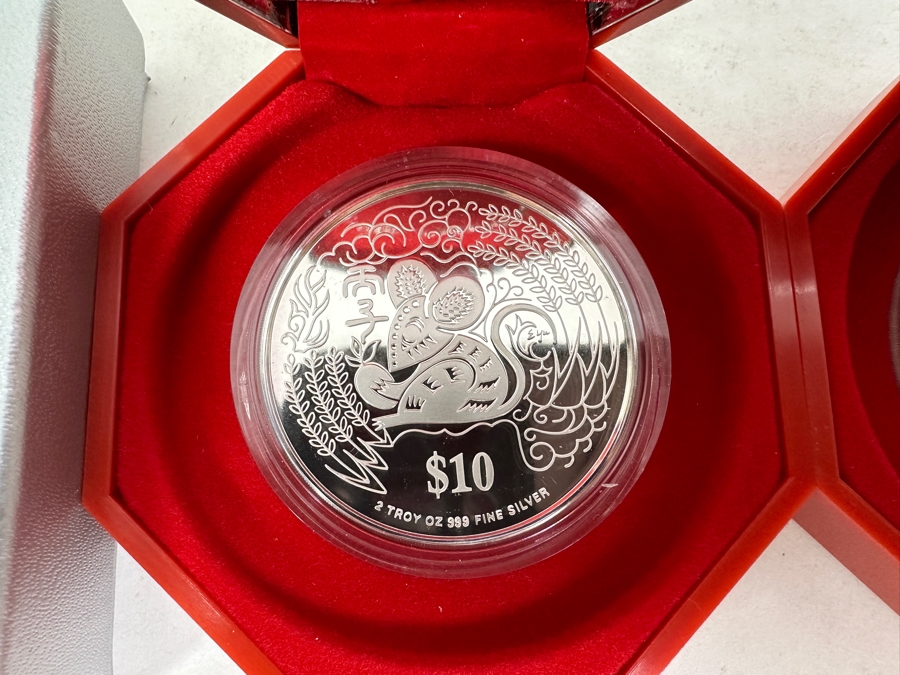 丙子
$10
2 TROY OZ 999 FINE SILVER